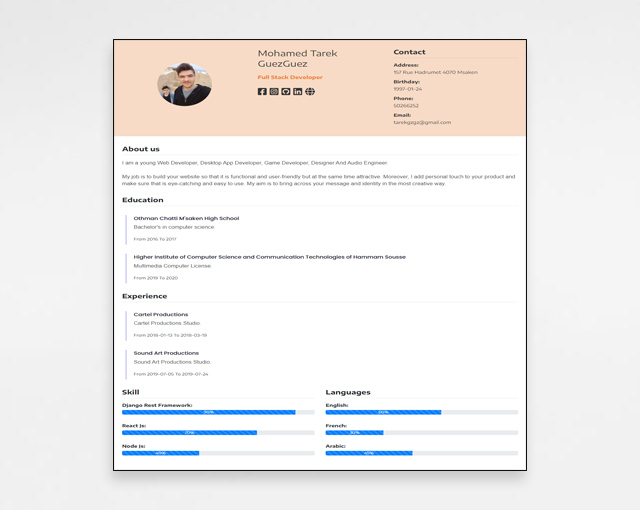 Mohamed Tarek
GuezGuez
Full Stack Developer
Contact
Address:
157 Rue Hadrumet 4070 Msaken
Birthday:
1997-01-24
Phone:
50266252
Email:
tarekgzgz@gmail.com
About us
I am a young Web Developer, Desktop App Developer, Game Developer, Designer And Audio Engineer.
My job is to build your website so that it is functional and user-friendly but at the same time attractive. Moreover, I add personal touch to your product and
make sure that is eye-catching and easy to use. My aim is to bring across your message and identity in the most creative way
Education
Othman Chatti M'saken High School
Bachelor's in computer science
From 2016 To 2017
Higher Institute of Computer Science and Communication Technologies of Hammam Sousse
Multimedia Computer License
From 2019 To 2020
Experience
Cartel Productions
Cartel Productions Studio
From 2018-01-13 To 2018-03-19
Sound Art Productions
Sound Art Productions Studio
From 2019-07-05 To 2019-07-24
Skill
Django Rest Framework:
90%
React Js:
70%
Node Js:
40%
Languages
English:
60%
French:
30%
Arabic:
45%